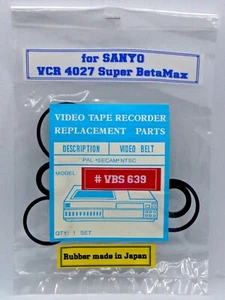 for SANYO
VCR 4027 Super BetaMax
VIDEO TAPE RECORDER
REPLACEMENT PARTS
DESCRIPTION VIDEO BELT
PAL •SECAM•NTSC
MODEL
# VBS 639
QTY: 1 SET
Rubber made in Japan